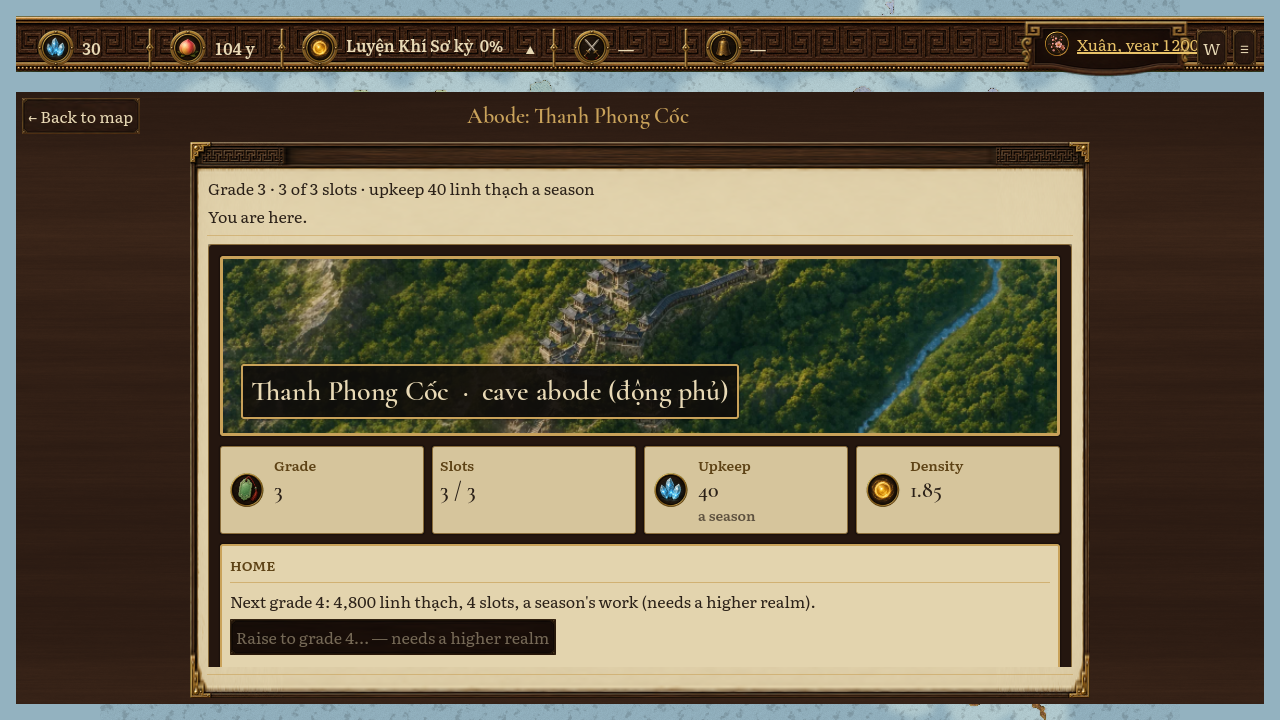 30
104 y
Luyện Khí Sơ kỳ 0% ▲
—
—
Xuân, year 1200
W
≡
← Back to map
Abode: Thanh Phong Cốc
Grade 3 · 3 of 3 slots · upkeep 40 linh thạch a season
You are here.
Thanh Phong Cốc · cave abode (động phủ)
Grade
3
Slots
3 / 3
Upkeep
40
a season
Density
1.85
HOME
Next grade 4: 4,800 linh thạch, 4 slots, a season's work (needs a higher realm).
Raise to grade 4... — needs a higher realm